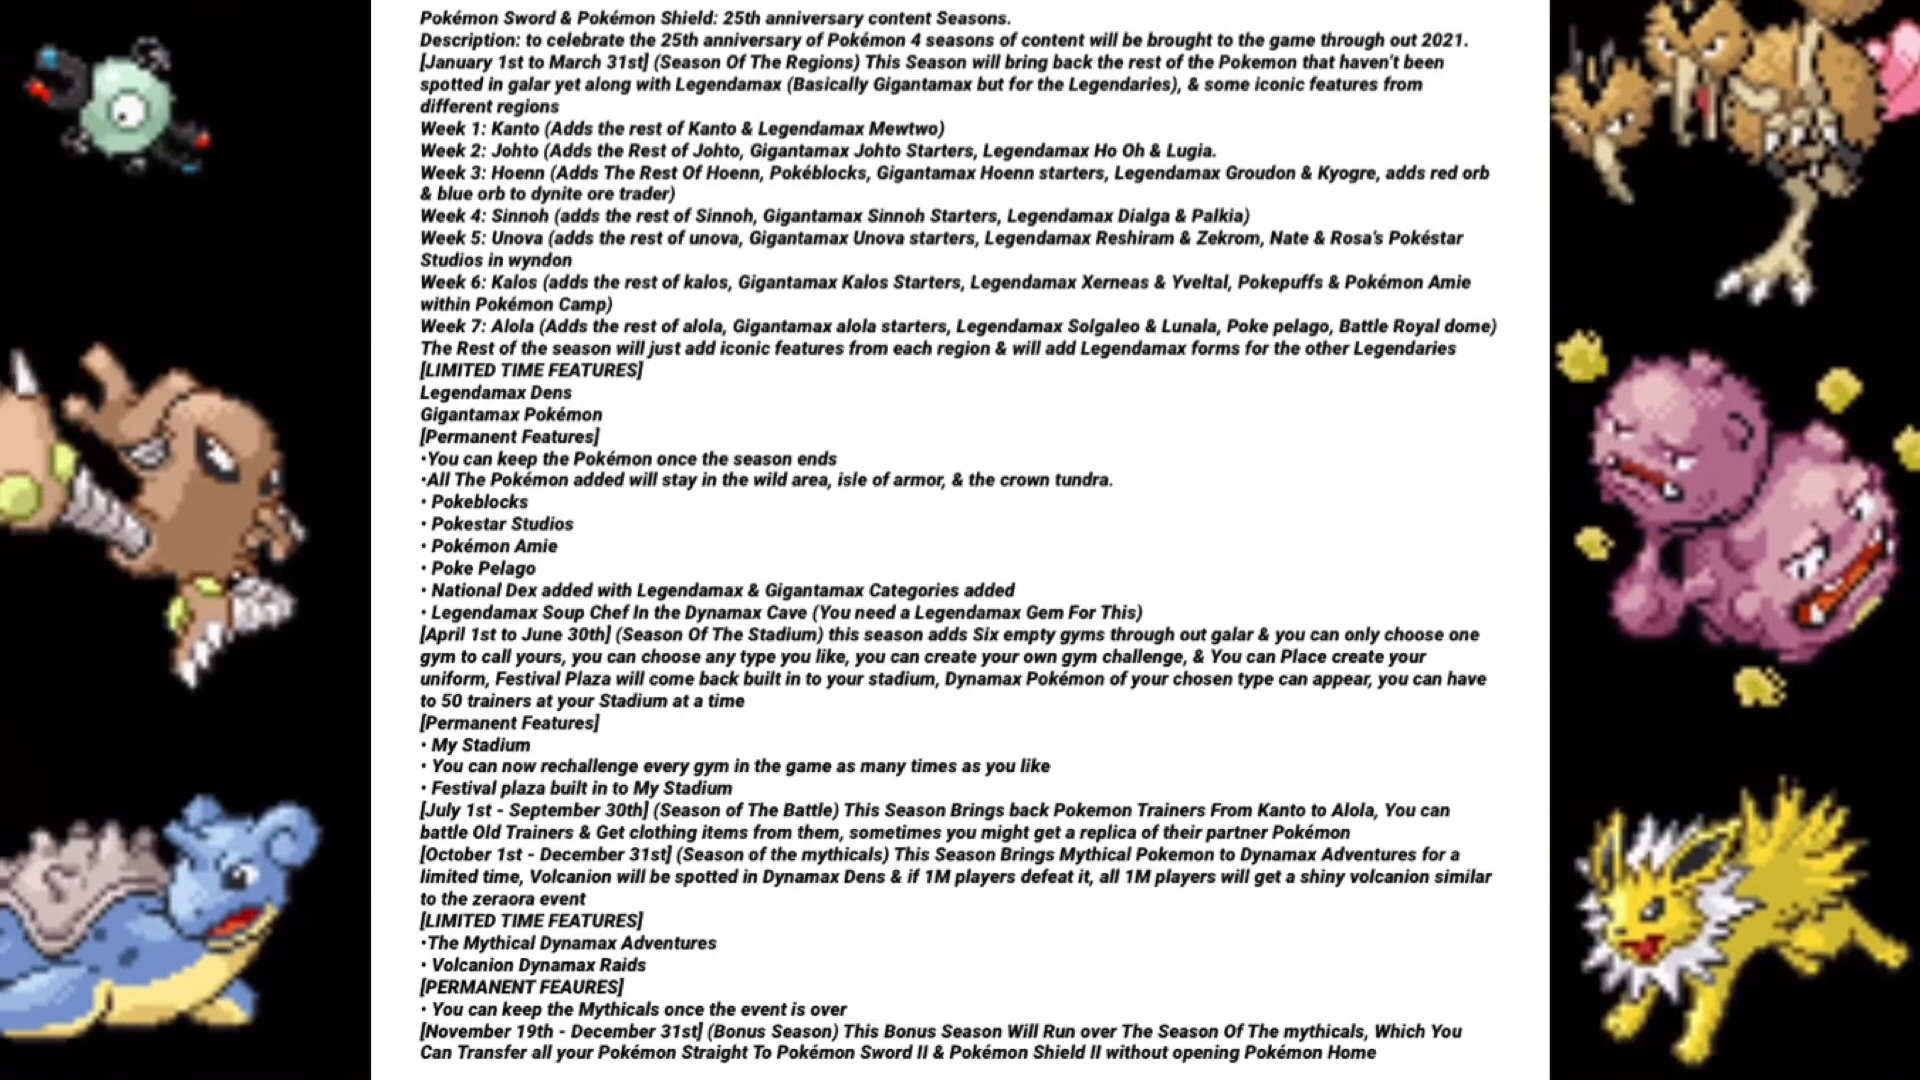 Pokémon Sword & Pokémon Shield: 25th anniversary content Seasons.
Description: to celebrate the 25th anniversary of Pokémon 4 seasons of content will be brought to the game through out 2021.
[January 1st to March 31st] (Season Of The Regions) This Season will bring back the rest of the Pokemon that haven't been
spotted in galar yet along with Legendamax (Basically Gigantamax but for the Legendaries), & some iconic features from
different regions
Week 1: Kanto (Adds the rest of Kanto & Legendamax Mewtwo)
Week 2: Johto (Adds the Rest of Johto, Gigantamax Johto Starters, Legendamax Ho Oh & Lugia.
Week 3: Hoenn (Adds The Rest Of Hoenn, Pokéblocks, Gigantamax Hoenn starters, Legendamax Groudon & Kyogre, adds red orb
& blue orb to dynite ore trader)
Week 4: Sinnoh (adds the rest of Sinnoh, Gigantamax Sinnoh Starters, Legendamax Dialga & Palkia)
Week 5: Unova (adds the rest of unova, Gigantamax Unova starters, Legendamax Reshiram & Zekrom, Nate & Rosa's Pokéstar
Studios in wyndon
Week 6: Kalos (adds the rest of kalos, Gigantamax Kalos Starters, Legendamax Xerneas & Yveltal, Pokepuffs & Pokémon Amie
within Pokémon Camp)
Week 7: Alola (Adds the rest of alola, Gigantamax alola starters, Legendamax Solgaleo & Lunala, Poke pelago, Battle Royal dome)
The Rest of the season will just add iconic features from each region & will add Legendamax forms for the other Legendaries
[LIMITED TIME FEATURES]
Legendamax Dens
Gigantamax Pokémon
[Permanent Features]
•You can keep the Pokémon once the season ends
•All The Pokémon added will stay in the wild area, isle of armor, & the crown tundra.
• Pokeblocks
• Pokestar Studios
• Pokémon Amie
• Poke Pelago
• National Dex added with Legendamax & Gigantamax Categories added
• Legendamax Soup Chef In the Dynamax Cave (You need a Legendamax Gem For This)
[April 1st to June 30th] (Season Of The Stadium) this season adds Six empty gyms through out galar & you can only choose one
gym to call yours, you can choose any type you like, you can create your own gym challenge, & You can Place create your
uniform, Festival Plaza will come back built in to your stadium, Dynamax Pokémon of your chosen type can appear, you can have
to 50 trainers at your Stadium at a time
[Permanent Features]
• My Stadium
• You can now rechallenge every gym in the game as many times as you like
• Festival plaza built in to My Stadium
[July 1st - September 30th] (Season of The Battle) This Season Brings back Pokemon Trainers From Kanto to Alola, You can
battle Old Trainers & Get clothing items from them, sometimes you might get a replica of their partner Pokémon
[October 1st - December 31st] (Season of the mythicals) This Season Brings Mythical Pokemon to Dynamax Adventures for a
limited time, Volcanion will be spotted in Dynamax Dens & if 1M players defeat it, all 1M players will get a shiny volcanion similar
to the zeraora event
[LIMITED TIME FEATURES]
•The Mythical Dynamax Adventures
• Volcanion Dynamax Raids
[PERMANENT FEAURES]
• You can keep the Mythicals once the event is over
[November 19th - December 31st] (Bonus Season) This Bonus Season Will Run over The Season Of The mythicals, Which You
Can Transfer all your Pokémon Straight To Pokémon Sword II & Pokémon Shield II without opening Pokémon Home